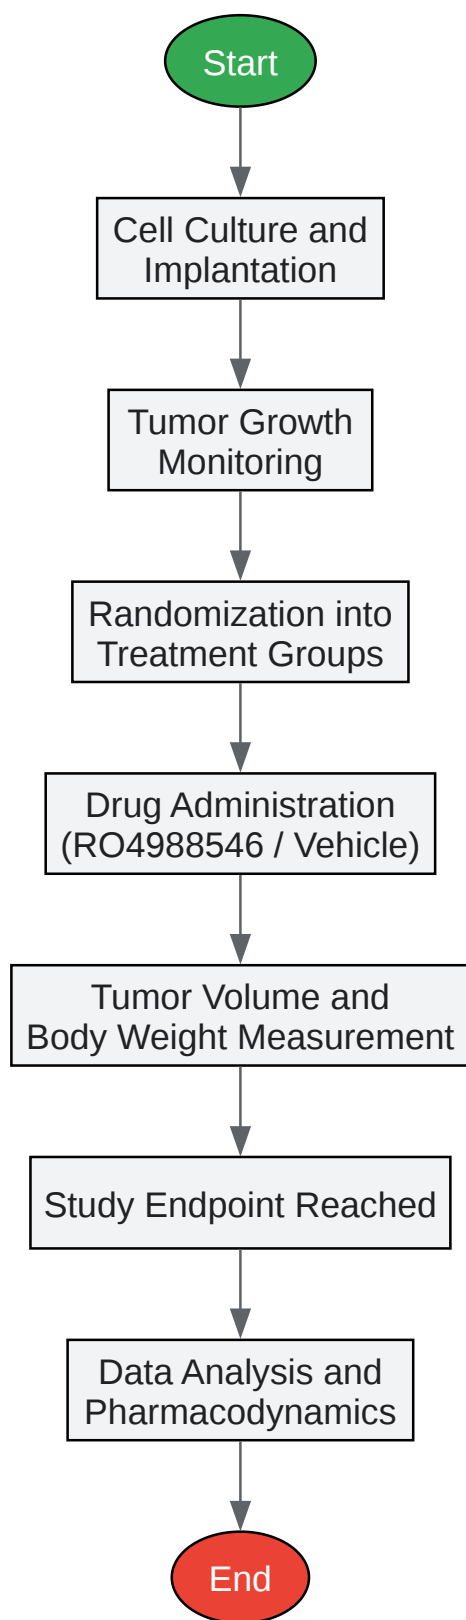 Start
Cell Culture and
Implantation
Tumor Growth
Monitoring
Randomization into
Treatment Groups
Drug Administration
(RO4988546 / Vehicle)
Tumor Volume and
Body Weight Measurement
Study Endpoint Reached
Data Analysis and
Pharmacodynamics
End